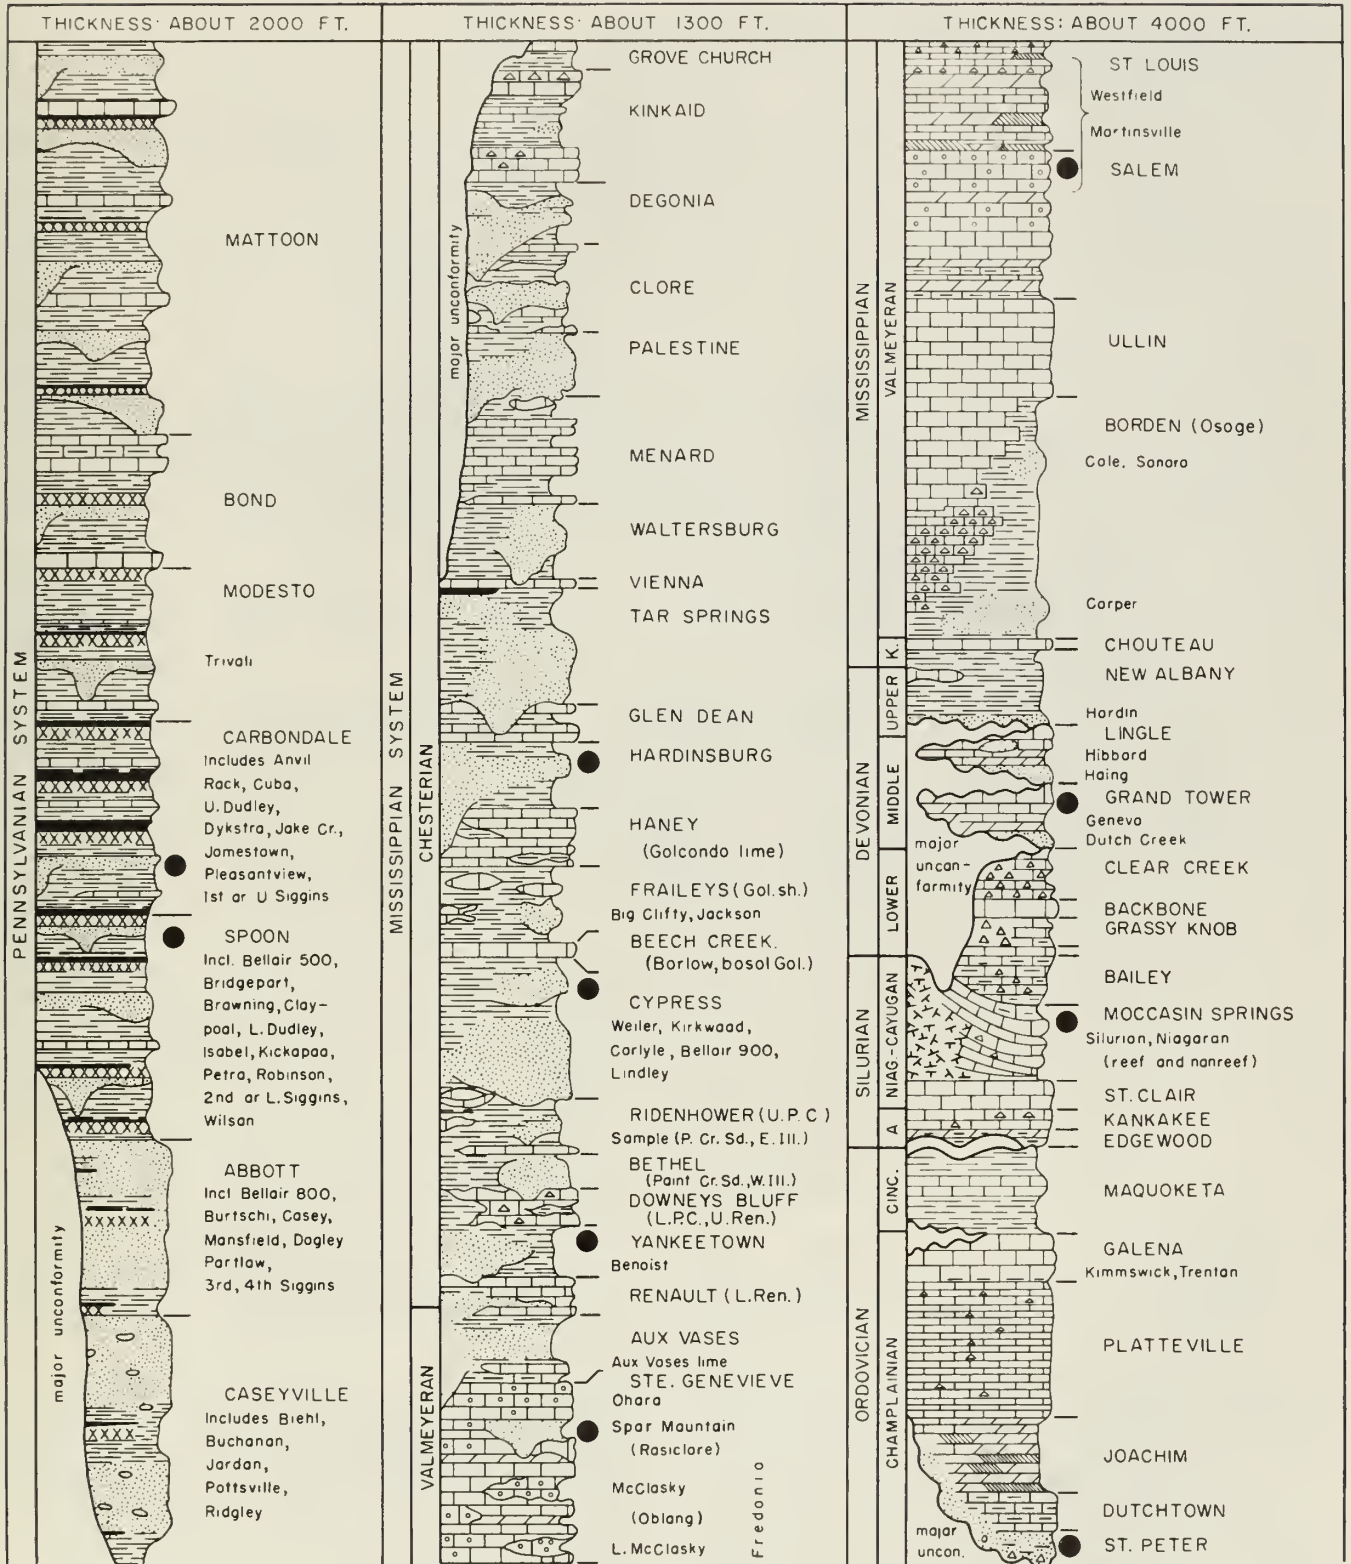 THICKNESS: ABOUT 2000 FT.
PENNSYLVANIAN SYSTEM
MATTOON
BOND
MODESTO
Trivoli
CARBONDALE
Includes Anvil
Rock, Cuba,
U. Dudley,
Dykstra, Jake Cr.,
Jamestown,
Pleasantview,
1st or U Siggins
SPOON
Incl. Bellair 500,
Bridgeport,
Browning, Clay-
pool, L. Dudley,
Isabel, Kickapoo,
Petro, Robinson,
2nd or L. Siggins,
Wilson
ABBOTT
Incl Bellair 800,
Burtschi, Casey,
Mansfield, Dagley
Partlow,
3rd, 4th Siggins
major unconformity
CASEYVILLE
Includes Biehl,
Buchanan,
Jordan,
Pottsville,
Ridgley
THICKNESS: ABOUT 1300 FT.
MISSISSIPPIAN SYSTEM
CHESTERIAN
major unconformity
GROVE CHURCH
KINKAID
DEGONIA
CLORE
PALESTINE
MENARD
WALTERSBURG
VIENNA
TAR SPRINGS
GLEN DEAN
HARDINSBURG
HANEY
(Golcondo lime)
FRAILEYS (Gol. sh.)
Big Clifty, Jackson
BEECH CREEK.
(Barlow, basal Gol.)
CYPRESS
Weiler, Kirkwood,
Carlyle, Bellair 900,
Lindley
RIDENHOWER (U.P.C)
Sample (P. Cr. Sd., E. Ill.)
BETHEL
(Paint Cr. Sd., W. Ill.)
DOWNEYS BLUFF
(L.P.C., U. Ren.)
YANKEETOWN
Benoist
RENAULT (L. Ren.)
VALMEYERAN
AUX VASES
Aux Vases lime
STE. GENEVIEVE
Ohara
Spar Mountain
(Rosiclare)
McClosky
(Oblong)
L. McClosky
Fredonia
THICKNESS: ABOUT 4000 FT.
MISSISSIPPIAN
VALMEYERAN
ST LOUIS
Westfield
Martinsville
SALEM
ULLIN
BORDEN (Osage)
Cole, Sonora
Carper
K.
CHOUTEAU
DEVONIAN
UPPER
NEW ALBANY
Hardin
MIDDLE
LINGLE
Hibbard
Hoing
GRAND TOWER
Geneva
Dutch Creek
LOWER
major
uncon-
formity
CLEAR CREEK
BACKBONE
GRASSY KNOB
BAILEY
SILURIAN
NIAG-CAYUGAN
MOCCASIN SPRINGS
Silurian, Niagaran
(reef and nonreef)
ST. CLAIR
A
KANKAKEE
EDGEWOOD
ORDOVICIAN
CINC.
MAQUOKETA
CHAMPLAINIAN
GALENA
Kimmswick, Trenton
PLATTEVILLE
JOACHIM
DUTCHTOWN
major
uncon.
ST. PETER